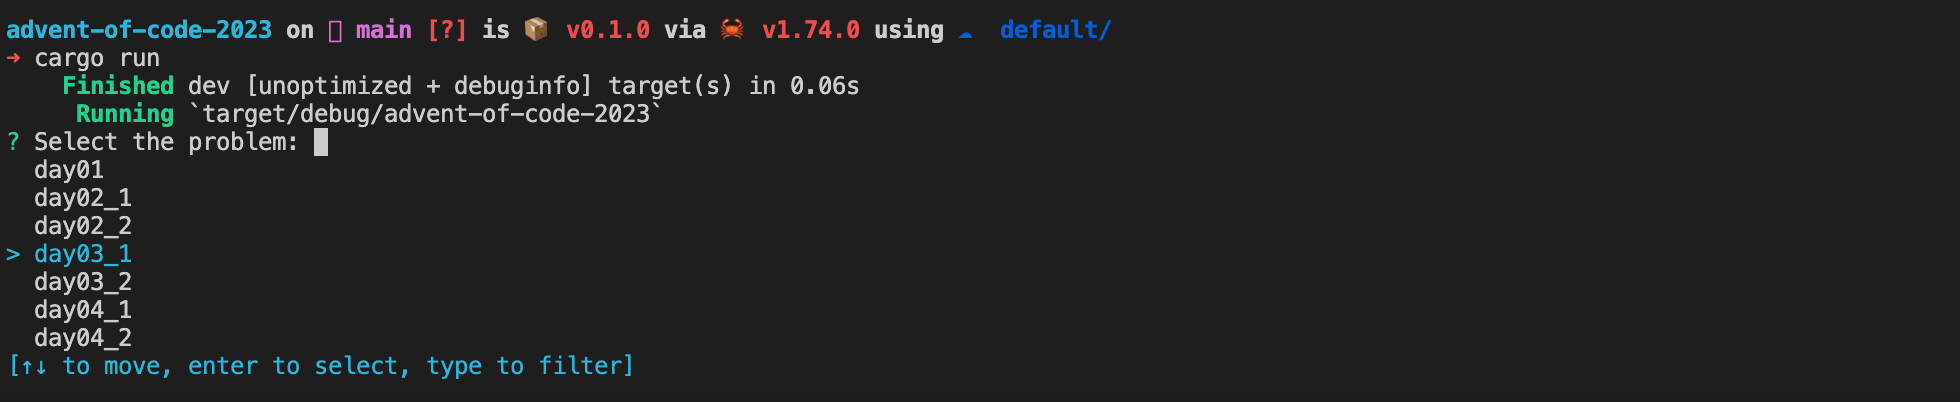 advent-of-code-2023 on main [?] is 📦 v0.1.0 via 🦀 v1.74.0 using ☁ default/
➜ cargo run
Finished dev [unoptimized + debuginfo] target(s) in 0.06s
Running `target/debug/advent-of-code-2023`
? Select the problem:
day01
day02_1
day02_2
> day03_1
day03_2
day04_1
day04_2
[↑↓ to move, enter to select, type to filter]